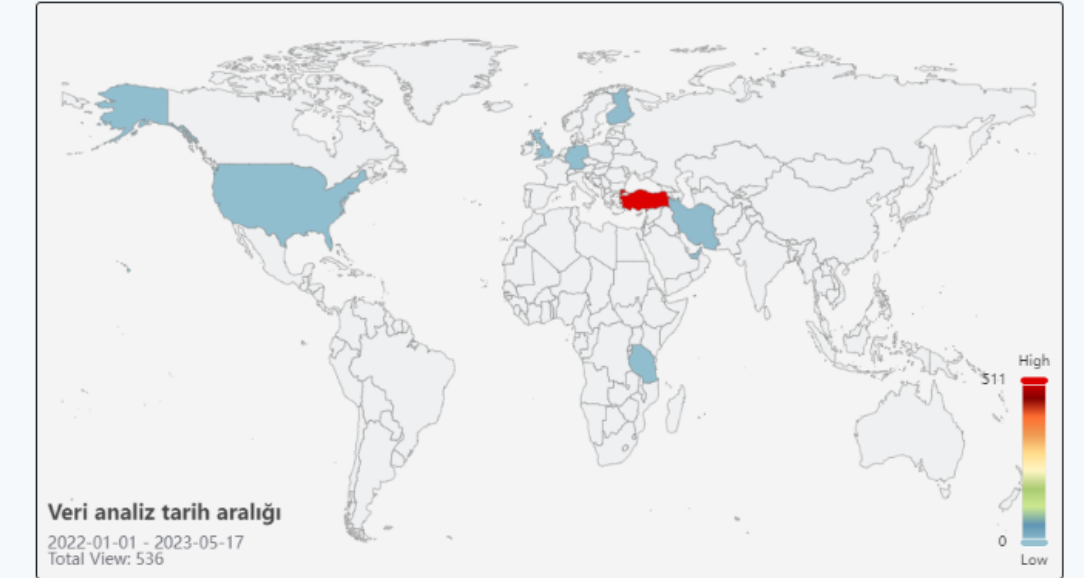 High
511
0
Low
Veri analiz tarih aralığı
2022-01-01 - 2023-05-17
Total View: 536